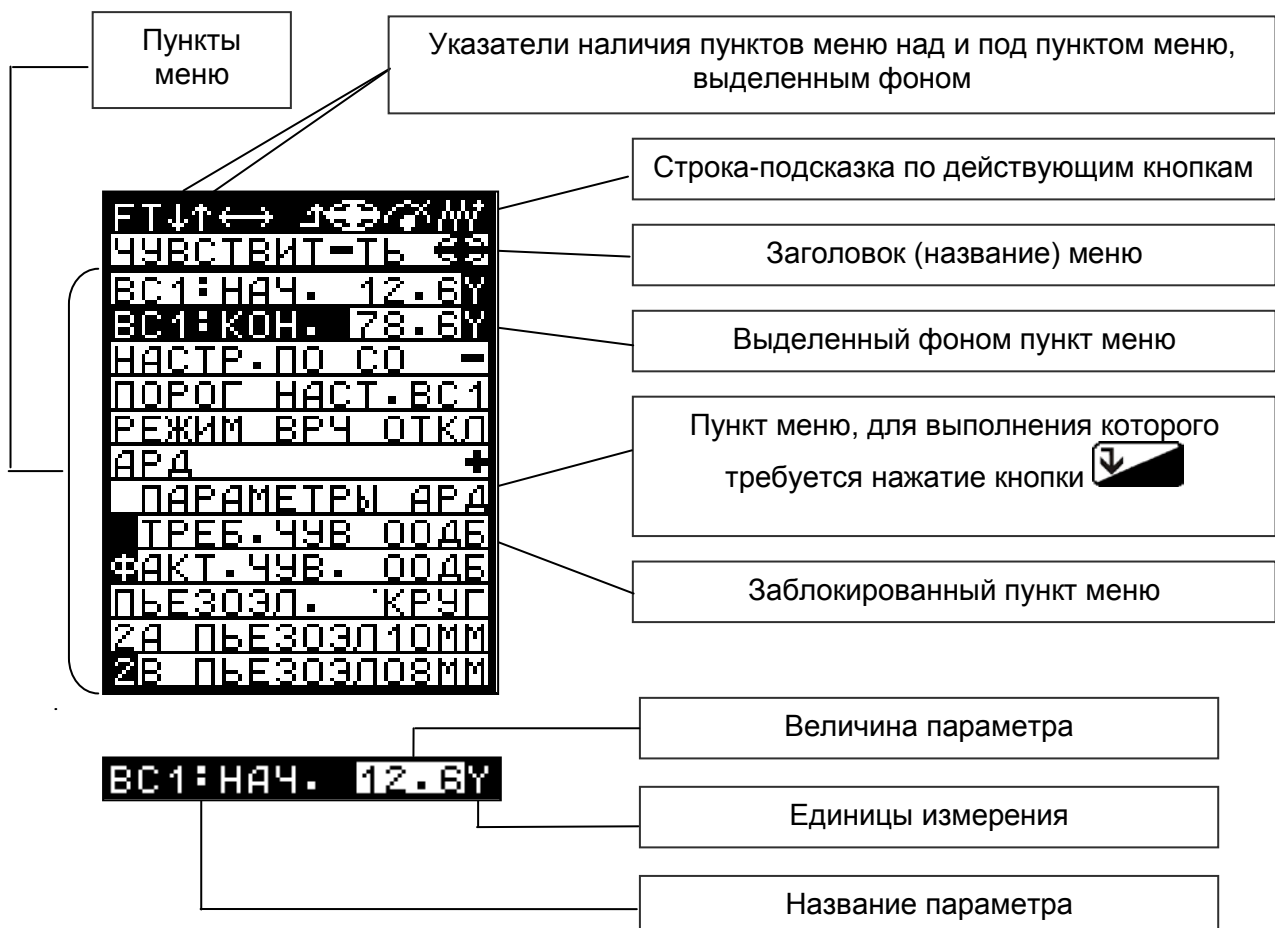 Пункты
меню
Указатели наличия пунктов меню над и под пунктом меню,
выделенным фоном
Строка-подсказка по действующим кнопкам
Заголовок (название) меню
Выделенный фоном пункт меню
Пункт меню, для выполнения которого
требуется нажатие кнопки
Заблокированный пункт меню
FT↓↑↔
ЧУВСТВИТ-ТЬ
ВС1:НАЧ. 12.6Y
ВС1:КОН. 78.6Y
НАСТР.ПО СО -
ПОРОГ НАСТ.ВС1
РЕЖИМ ВРЧ ОТКЛ
АРД +
ПАРАМЕТРЫ АРД
ТРЕБ.ЧУВ 00ДБ
ФАКТ.ЧУВ. 00ДБ
ПЬЕЗОЭЛ. КРУГ
2А ПЬЕЗОЭЛ10ММ
2В ПЬЕЗОЭЛ08ММ
Величина параметра
ВС1:НАЧ. 12.6Y
Единицы измерения
Название параметра